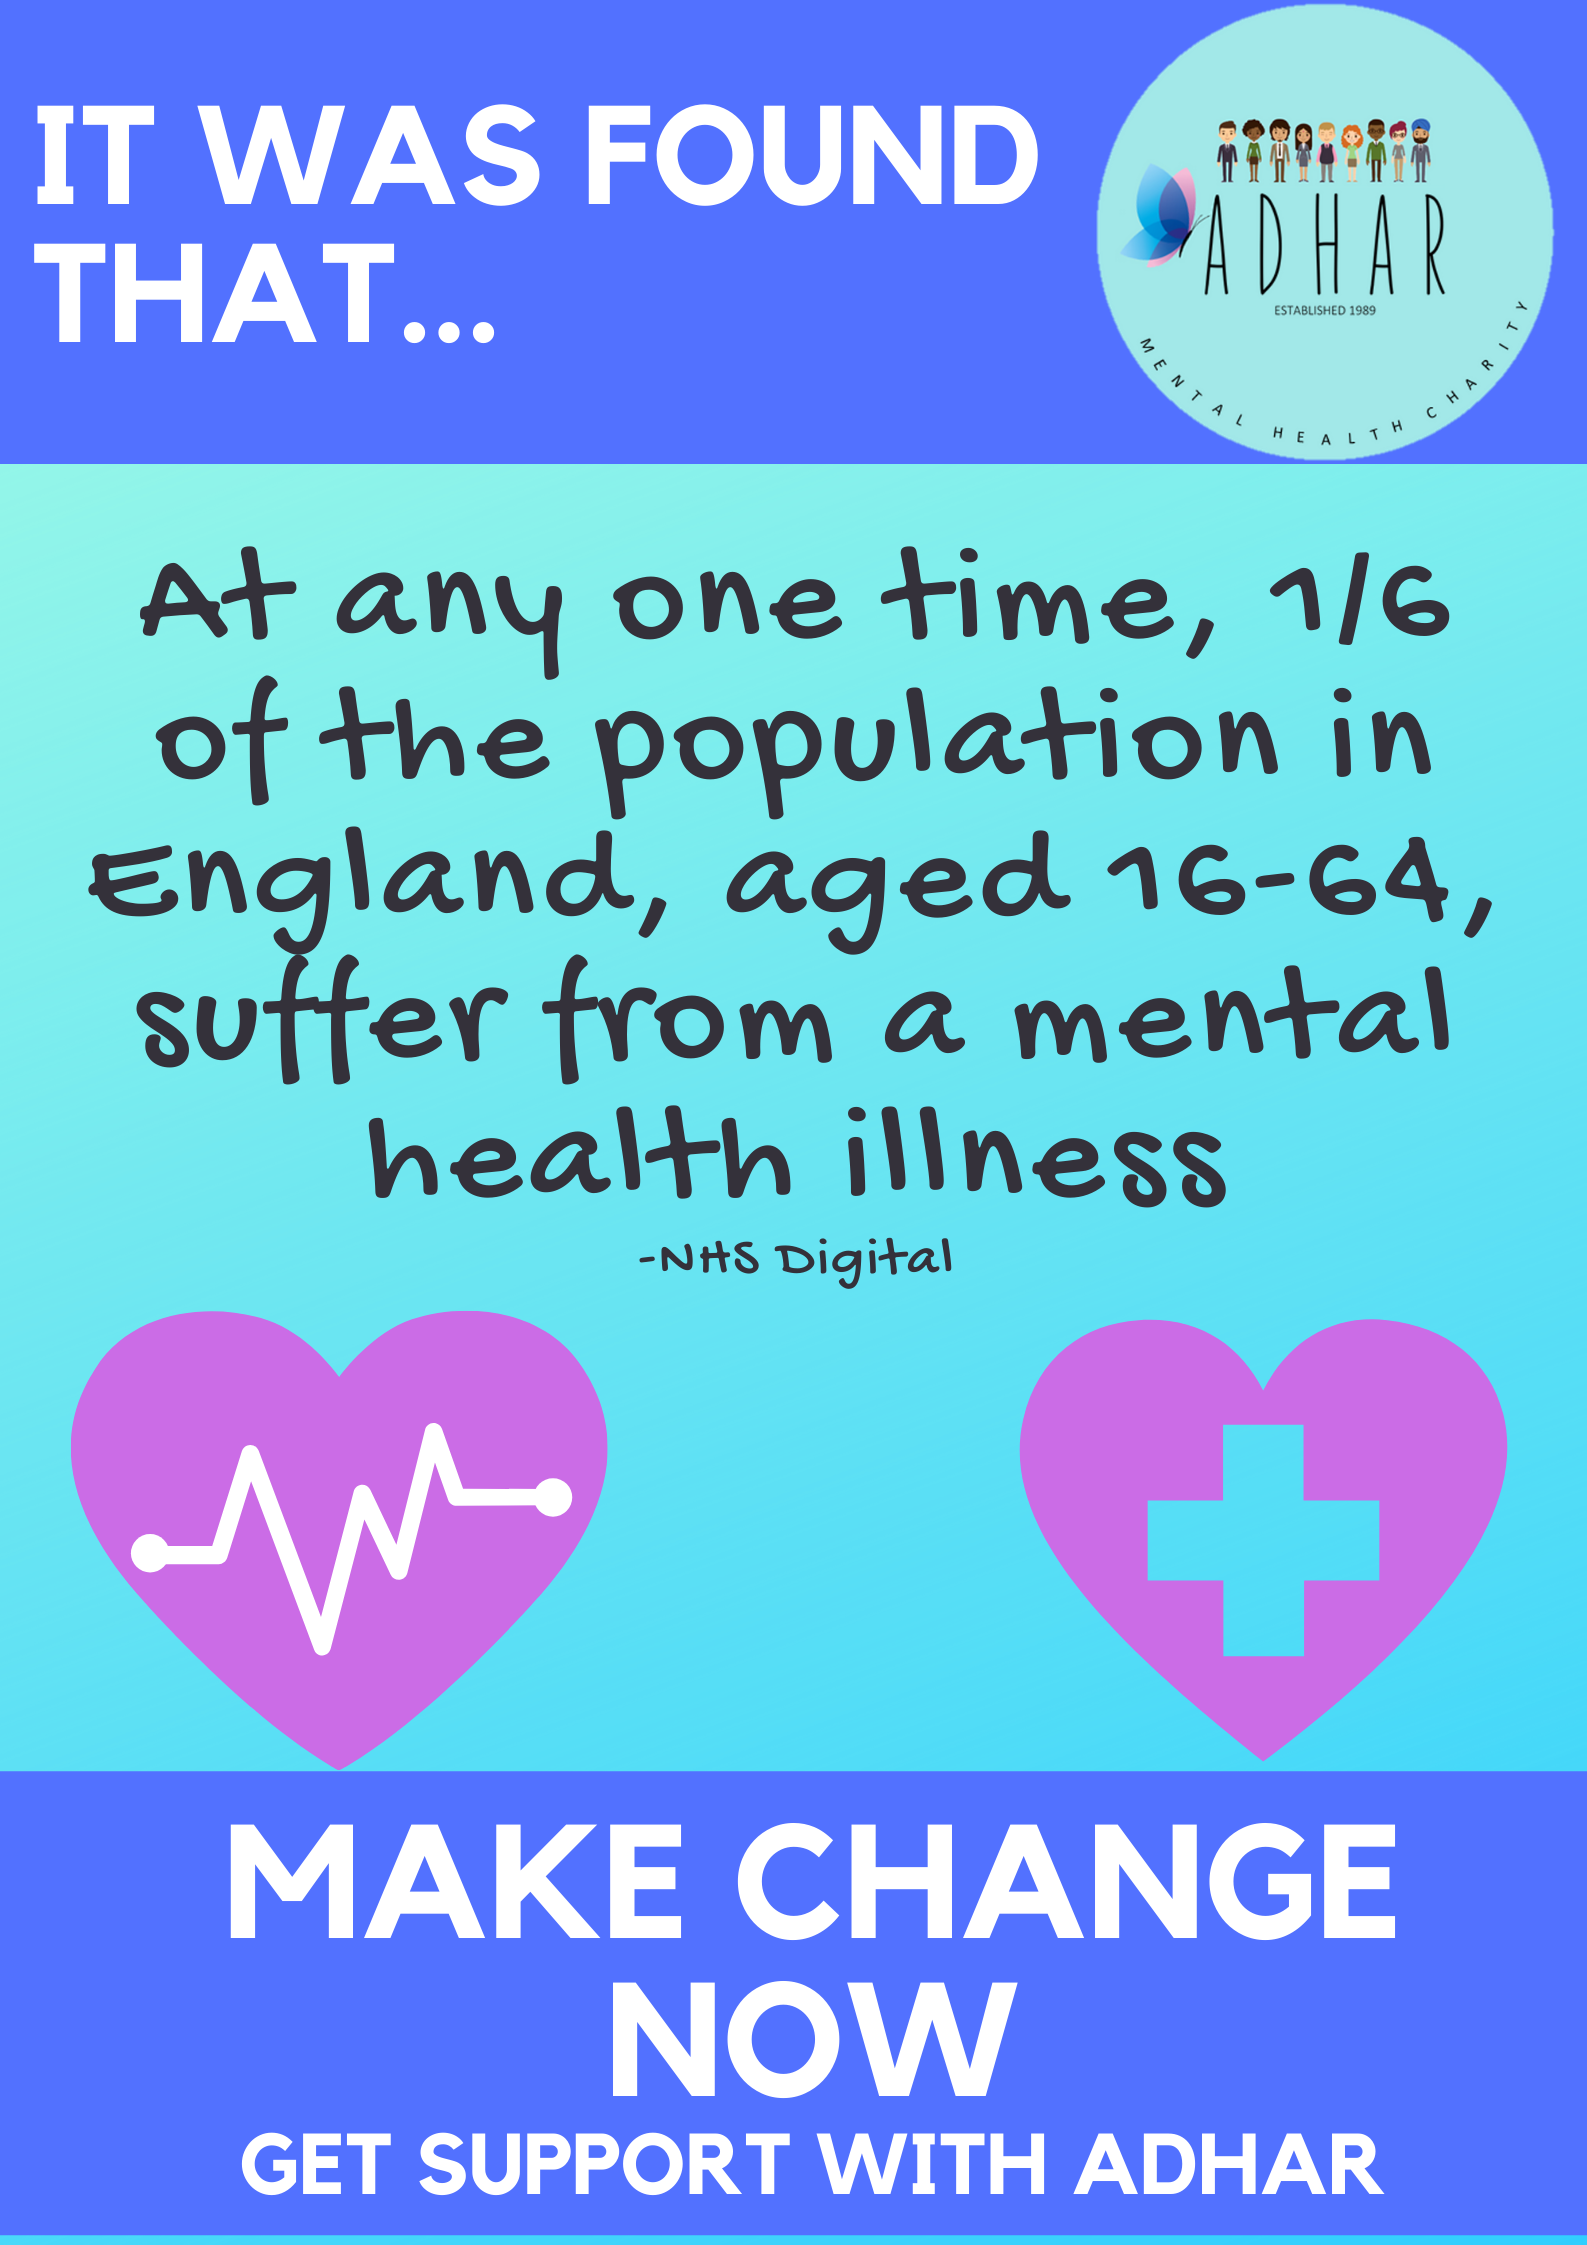 IT WAS FOUND
THAT...
ADHAR
ESTABLISHED 1989
MENTAL HEALTH CHARITY
At any one time, 1/6
of the population in
England, aged 16-64,
suffer from a mental
health illness
-NHS Digital
MAKE CHANGE
NOW
GET SUPPORT WITH ADHAR